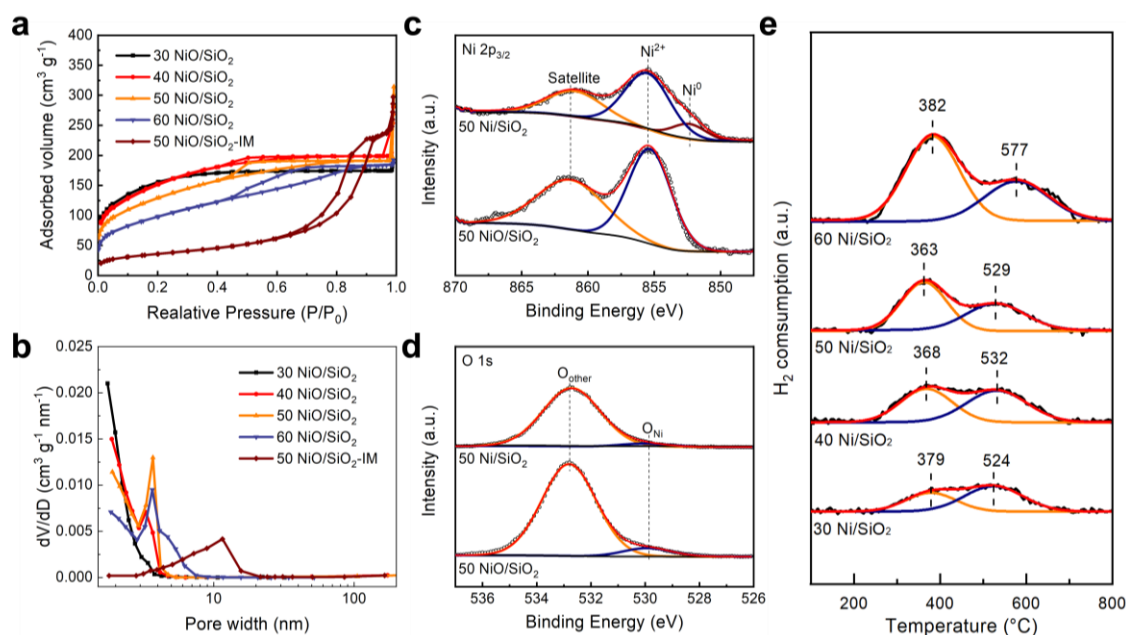 a
Adsorbed volume (cm³ g⁻¹)
400
350
300
250
200
150
100
50
0
30 NiO/SiO₂
40 NiO/SiO₂
50 NiO/SiO₂
60 NiO/SiO₂
50 NiO/SiO₂-IM
0.0 0.2 0.4 0.6 0.8 1.0
Realative Pressure (P/P₀)
b
dV/dD (cm³ g⁻¹ nm⁻¹)
0.025
0.020
0.015
0.010
0.005
0.000
30 NiO/SiO₂
40 NiO/SiO₂
50 NiO/SiO₂
60 NiO/SiO₂
50 NiO/SiO₂-IM
10 100
Pore width (nm)
c
Intensity (a.u.)
Ni 2p₃/₂
Satellite
Ni²⁺
Ni⁰
50 Ni/SiO₂
50 NiO/SiO₂
870 865 860 855 850
Binding Energy (eV)
d
Intensity (a.u.)
O 1s
Oother
ONi
50 Ni/SiO₂
50 NiO/SiO₂
536 534 532 530 528 526
Binding Energy (eV)
e
H₂ comsumption (a.u.)
382
577
60 Ni/SiO₂
363
529
50 Ni/SiO₂
368
532
40 Ni/SiO₂
379
524
30 Ni/SiO₂
200 400 600 800
Temperature (°C)